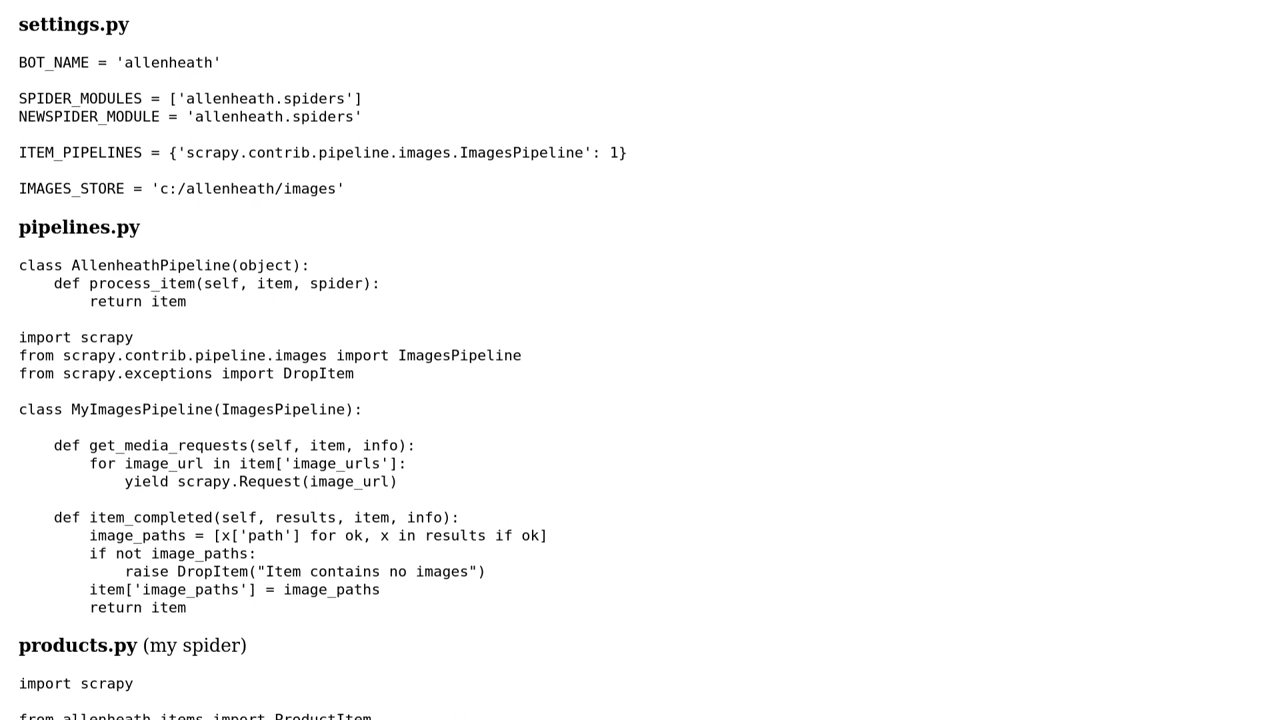 settings.py
BOT_NAME = 'allenheath'
SPIDER_MODULES = ['allenheath.spiders']
NEWSPIDER_MODULE = 'allenheath.spiders'
ITEM_PIPELINES = {'scrapy.contrib.pipeline.images.ImagesPipeline': 1}
IMAGES_STORE = 'c:/allenheath/images'
pipelines.py
class AllenheathPipeline(object):
    def process_item(self, item, spider):
        return item
import scrapy
from scrapy.contrib.pipeline.images import ImagesPipeline
from scrapy.exceptions import DropItem
class MyImagesPipeline(ImagesPipeline):
    def get_media_requests(self, item, info):
        for image_url in item['image_urls']:
            yield scrapy.Request(image_url)
    def item_completed(self, results, item, info):
        image_paths = [x['path'] for ok, x in results if ok]
        if not image_paths:
            raise DropItem("Item contains no images")
        item['image_paths'] = image_paths
        return item
products.py (my spider)
import scrapy
from allenheath.items import ProductItem